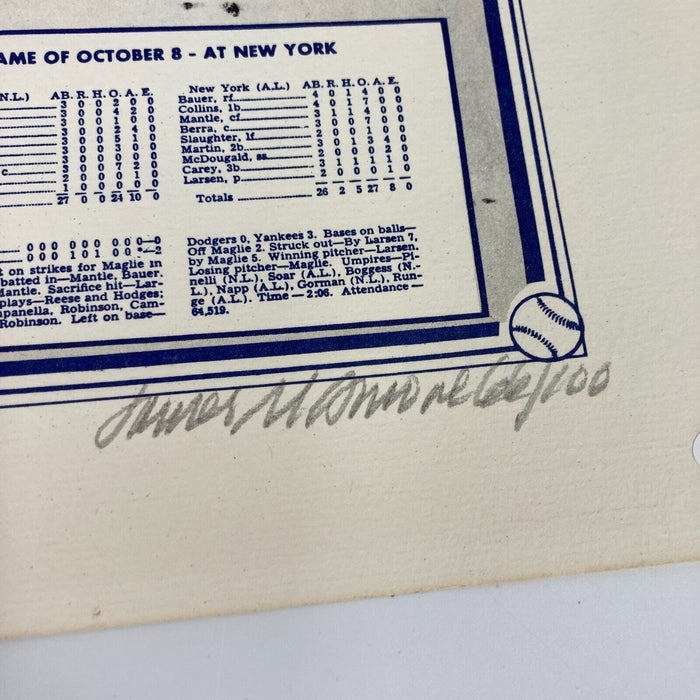 AME OF OCTOBER 8 - AT NEW YORK
N.L.) AB. R. H. O. A. E.
3 0 0 2 0 0
3 0 0 4 2 0
3 0 0 1 0 0
3 0 0 2 4 0
3 0 0 5 1 0
3 0 0 3 0 0
3 0 0 0 0 0
c 3 0 0 7 2 0
2 0 0 0 1 0
1 0 0 0 0 0
27 0 0 24 10 0
New York (A.L.) AB. R. H. O. A. E.
Bauer, rf 4 0 1 4 0 0
Collins, 1b 4 0 1 7 0 0
Mantle, cf 3 1 1 4 0 0
Berra, c 3 0 0 7 0 0
Slaughter, lf 2 0 0 1 0 0
Martin, 2b 3 0 1 3 4 0
McDougald, ss 2 0 0 0 2 0
Carey, 3b 3 1 1 1 1 0
Larsen, p 2 0 0 0 1 0
Totals 26 2 5 27 8 0
000 000 000—0
000 101 00*—2
t on strikes for Maglie in
batted in—Mantle, Bauer.
Mantle. Sacrifice hit—Lar-
plays—Reese and Hodges;
mpanella, Robinson, Cam-
Robinson. Left on base—
Dodgers 0, Yankees 3. Bases on balls—
Off Maglie 2. Struck out—By Larsen 7,
by Maglie 5. Winning pitcher—Larsen.
Losing pitcher—Maglie. Umpires—Pi-
nelli (N.L.), Soar (A.L.), Boggess (N.-
L.), Napp (A.L.), Gorman (N.L.), Run-
ge (A.L.). Time—2:06. Attendance—
64,519.
James 66/100